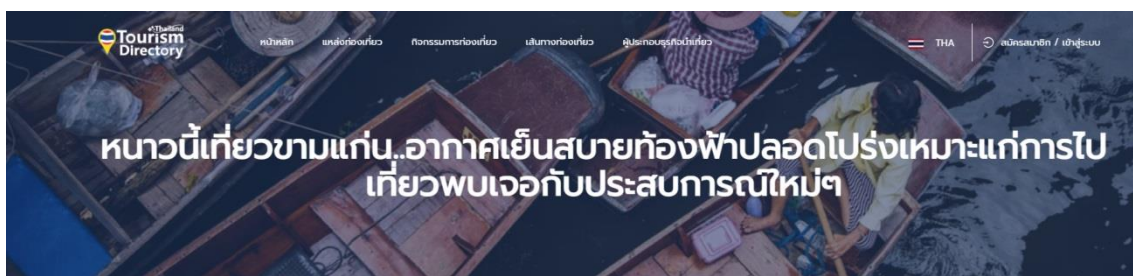 Thailand
Tourism
Directory
หน้าหลัก
แหล่งท่องเที่ยว
กิจกรรมการท่องเที่ยว
เส้นทางท่องเที่ยว
ผู้ประกอบธุรกิจนำเที่ยว
THA
สมัครสมาชิก / เข้าสู่ระบบ
หนาวนี้เที่ยวขามแก่น..อากาศเย็นสบายท้องฟ้าปลอดโปร่งเหมาะแก่การไป
เที่ยวพบเจอกับประสบการณ์ใหม่ๆ